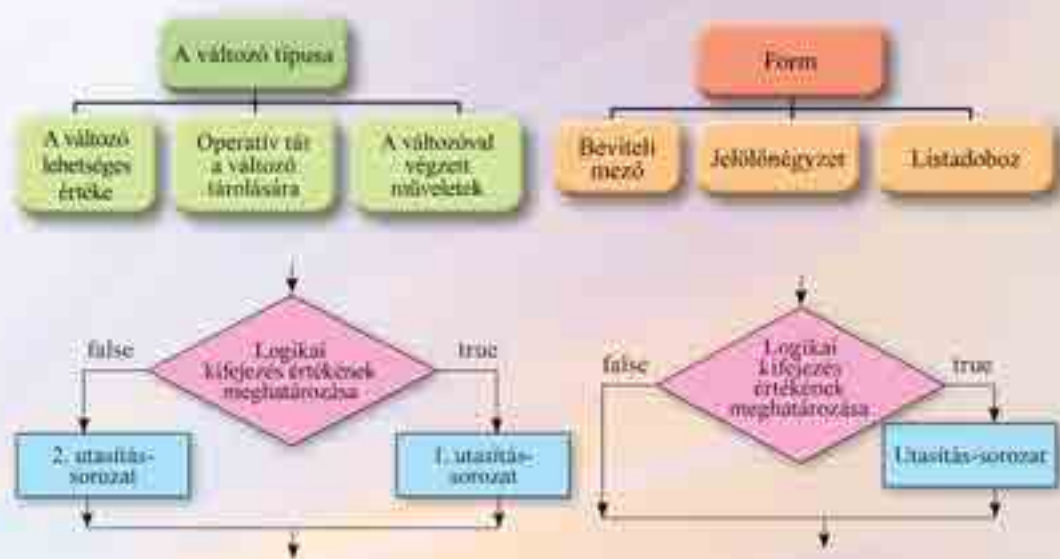 A változó típusa
A változó
lehetséges
értéke
Operatív tár
a változó
tárolására
A változóval
végzett
műveletek
Form
Beviteli
mező
Jelölőnégyzet
Listadoboz
false
Logikai
kifejezés értékének
meghatározása
true
2. utasítás-
sorozat
1. utasítás-
sorozat
false
Logikai
kifejezés
értékének
meghatározása
true
Utasítás-sorozat